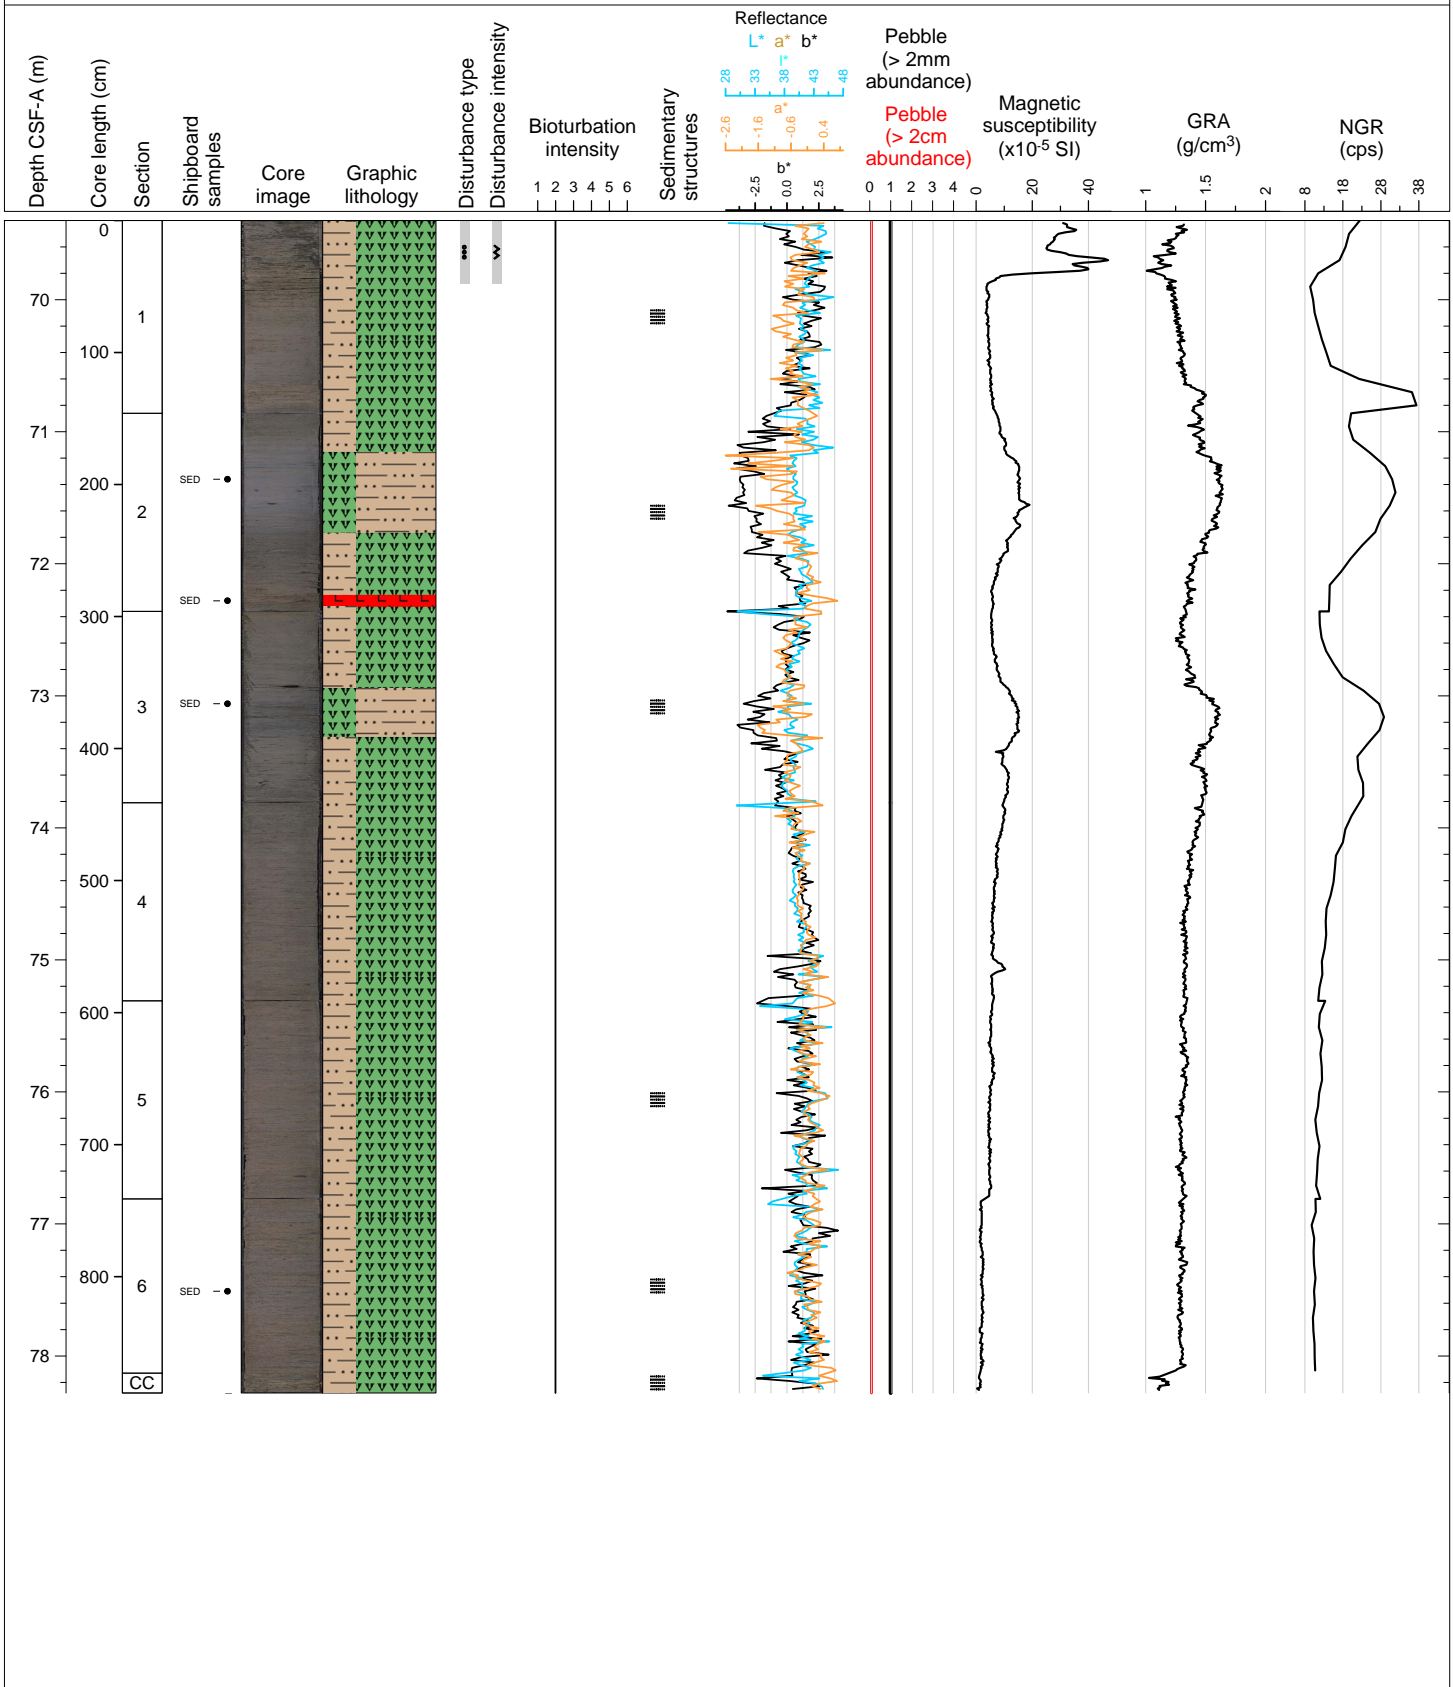 Depth CSF-A (m)
Core length (cm)
Section
Shipboard
samples
Core
image
Graphic
lithology
Disturbance type
Disturbance intensity
Bioturbation
intensity
1 2 3 4 5 6
Sedimentary
structures
Reflectance
L* a* b*
L*
28 33 38 43 48
a*
-2.6 -1.6 -0.6 0.4
b*
-2.5 0.0 2.5
Pebble
(> 2mm
abundance)
Pebble
(> 2cm
abundance)
0 1 2 3 4
Magnetic
susceptibility
(x10-5 SI)
0 20 40
GRA
(g/cm3)
1 1.5 2
NGR
(cps)
8 18 28 38
0
70
1
100
71
SED
200
2
72
SED
300
73
SED
3
400
74
500
4
75
600
76
5
700
77
800
6
SED
78
CC